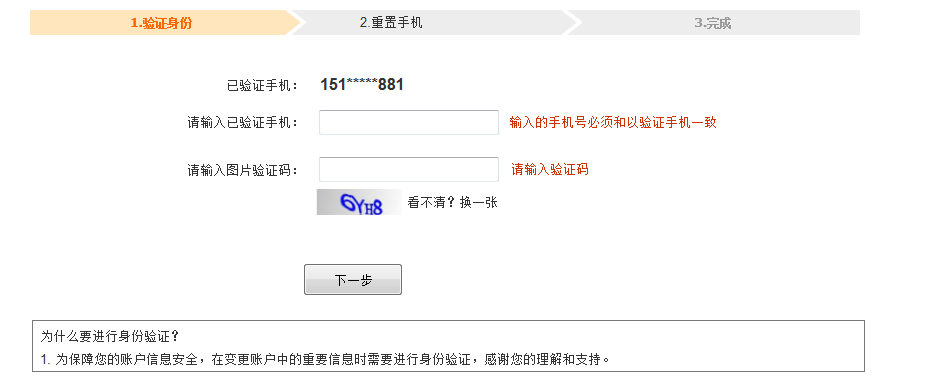 1.验证身份 2.重置手机 3.完成
已验证手机： 151*****881
请输入已验证手机： 输入的手机号必须和以验证手机一致
请输入图片验证码： 请输入验证码
6YH8 看不清？换一张
下一步
为什么要进行身份验证？
1. 为保障您的账户信息安全，在变更账户中的重要信息时需要进行身份验证，感谢您的理解和支持。